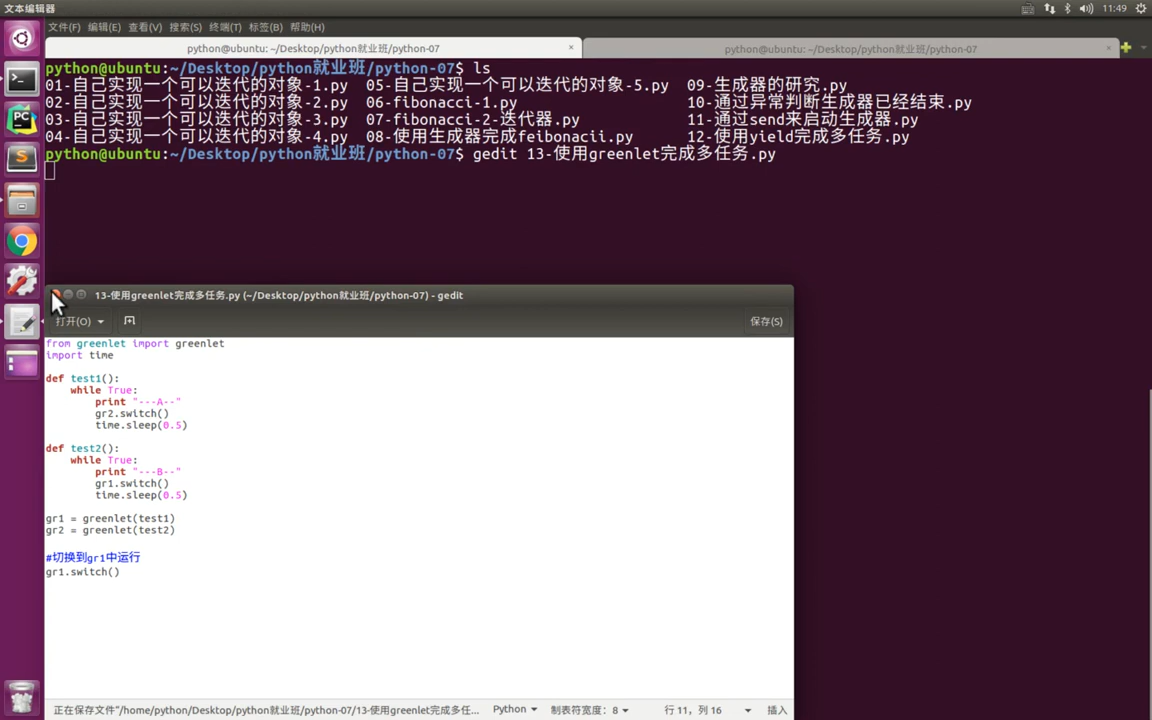 文本编辑器 11:49
文件(F) 编辑(E) 查看(V) 搜索(S) 终端(T) 标签(B) 帮助(H)
python@ubuntu: ~/Desktop/python就业班/python-07 × python@ubuntu: ~/Desktop/python就业班/python-07 ×
python@ubuntu:~/Desktop/python就业班/python-07$ ls
01-自己实现一个可以迭代的对象-1.py 05-自己实现一个可以迭代的对象-5.py 09-生成器的研究.py
02-自己实现一个可以迭代的对象-2.py 06-fibonacci-1.py 10-通过异常判断生成器已经结束.py
03-自己实现一个可以迭代的对象-3.py 07-fibonacci-2-迭代器.py 11-通过send来启动生成器.py
04-自己实现一个可以迭代的对象-4.py 08-使用生成器完成feibonacii.py 12-使用yield完成多任务.py
python@ubuntu:~/Desktop/python就业班/python-07$ gedit 13-使用greenlet完成多任务.py
13-使用greenlet完成多任务.py (~/Desktop/python就业班/python-07) - gedit
打开(O) 保存(S)
from greenlet import greenlet
import time
def test1():
while True:
print "---A--"
gr2.switch()
time.sleep(0.5)
def test2():
while True:
print "---B--"
gr1.switch()
time.sleep(0.5)
gr1 = greenlet(test1)
gr2 = greenlet(test2)
#切换到gr1中运行
gr1.switch()
正在保存文件"/home/python/Desktop/python就业班/python-07/13-使用greenlet完成多任... Python 制表符宽度：8 行 11，列 16 插入